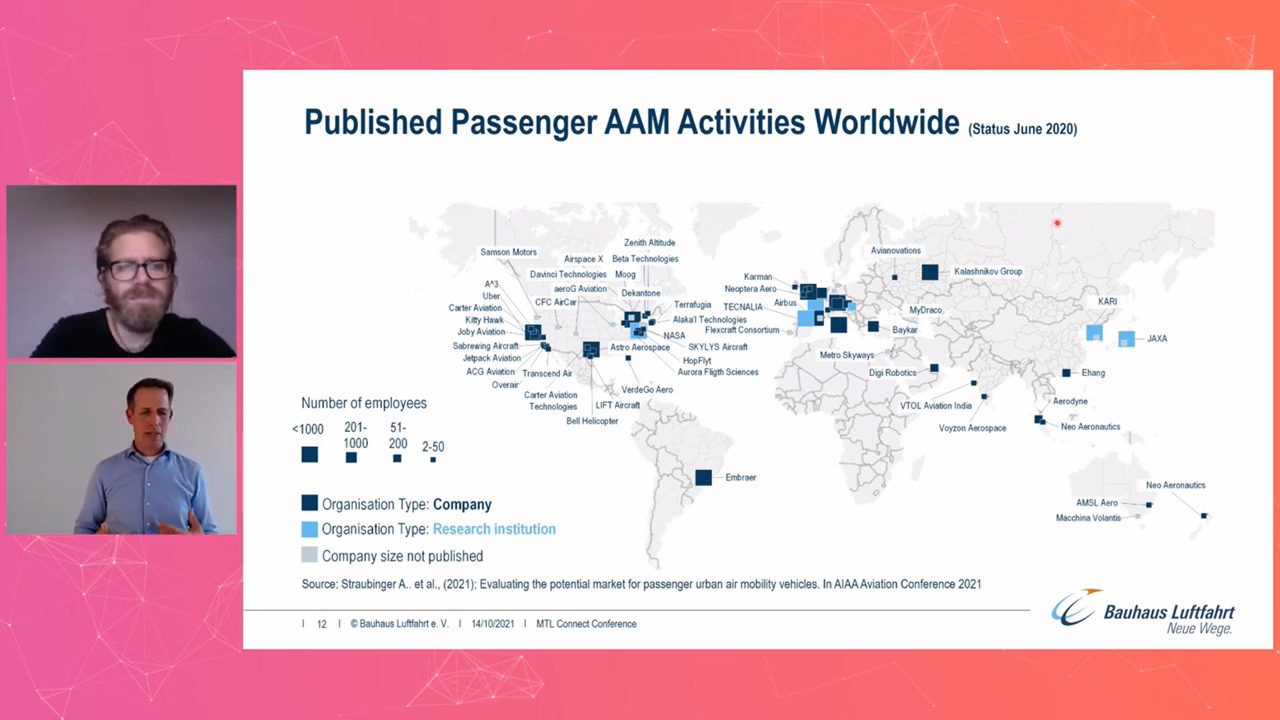 Published Passenger AAM Activities Worldwide (Status June 2020)
Zenith Altitude
Samson Motors
Airspace X
Beta Technologies
Davinci Technologies
Moog
A^3
aeroG Aviation
Dekantone
Uber
CFC AirCar
Carter Aviation
Terrafugia
Kitty Hawk
Alaka'I Technologies
Joby Aviation
NASA
Sabrewing Aircraft
Astro Aerospace
SKYLYS Aircraft
Jetpack Aviation
HopFlyt
ACG Aviation
Transcend Air
Aurora Fligth Sciences
Overair
VerdeGo Aero
Carter Aviation
Technologies
LIFT Aircraft
Bell Helicopter
Embraer
Avianovations
Karman
Kalashnikov Group
Neoptera Aero
Airbus
TECNALIA
MyDraco
Flexcraft Consortium
Baykar
Metro Skyways
Digi Robotics
KARI
JAXA
Ehang
VTOL Aviation India
Aerodyne
Voyzon Aerospace
Neo Aeronautics
Neo Aeronautics
AMSL Aero
Macchina Volantis
Number of employees
<1000
201-
1000
51-
200
2-50
Organisation Type: Company
Organisation Type: Research institution
Company size not published
Source: Straubinger A.. et al., (2021); Evaluating the potential market for passenger urban air mobility vehicles. In AIAA Aviation Conference 2021
| 12 | © Bauhaus Luftfahrt e. V. | 14/10/2021 | MTL Connect Conference
Bauhaus Luftfahrt
Neue Wege.